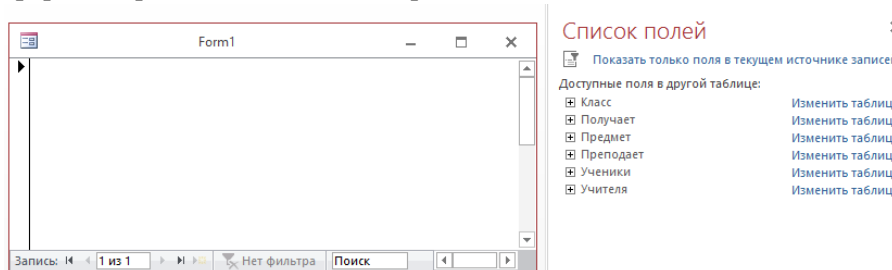 Form1
Запись: 1 из 1 Нет фильтра Поиск
Список полей
Показать только поля в текущем источнике записе
Доступные поля в другой таблице:
Класс Изменить таблиц
Получает Изменить таблиц
Предмет Изменить таблиц
Преподает Изменить таблиц
Ученики Изменить таблиц
Учителя Изменить таблиц